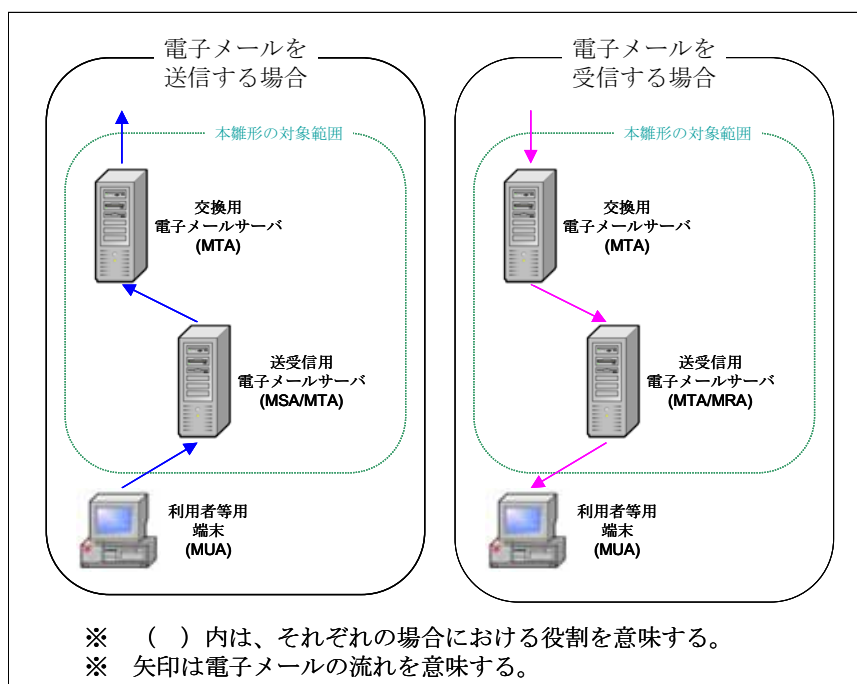 電子メールを
送信する場合
本雛形の対象範囲
交換用
電子メールサーバ
(MTA)
送受信用
電子メールサーバ
(MSA/MTA)
利用者等用
端末
(MUA)
電子メールを
受信する場合
本雛形の対象範囲
交換用
電子メールサーバ
(MTA)
送受信用
電子メールサーバ
(MTA/MRA)
利用者等用
端末
(MUA)
※ （ ）内は、それぞれの場合における役割を意味する。
※ 矢印は電子メールの流れを意味する。